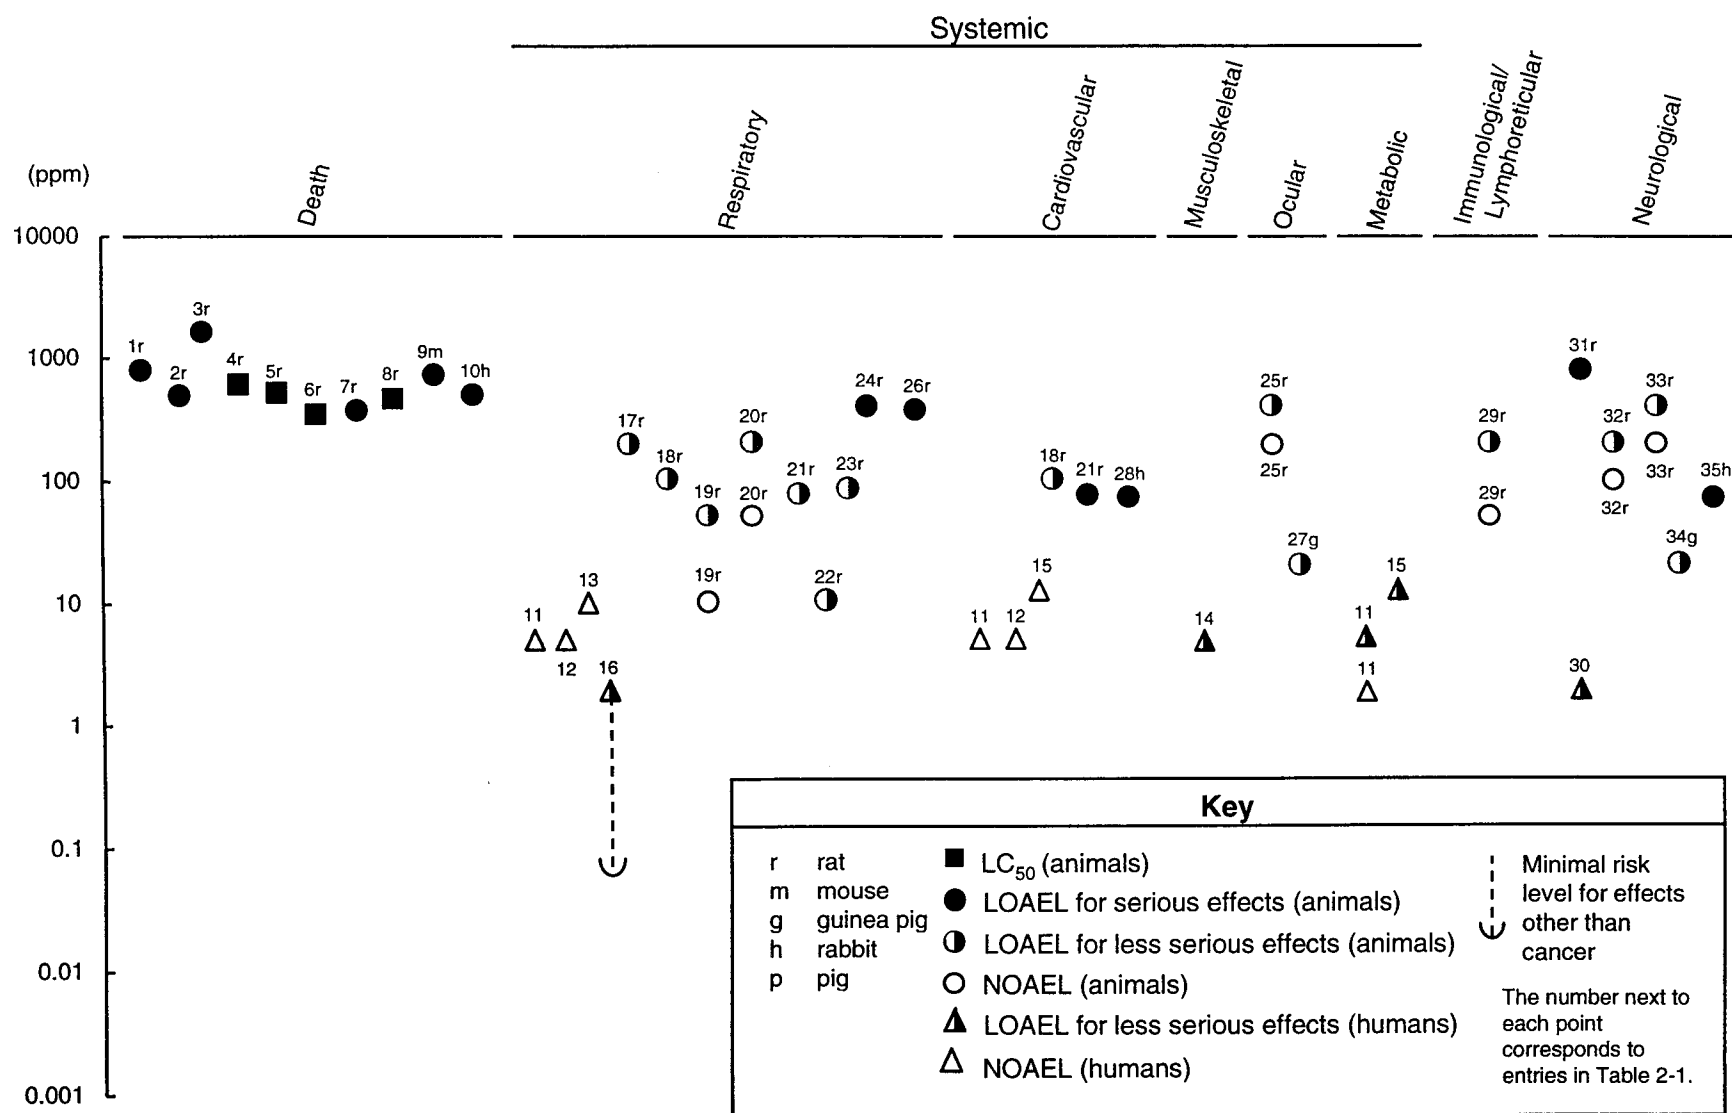 Systemic
(ppm)
Death
Respiratory
Cardiovascular
Musculoskeletal
Ocular
Metabolic
Immunological/
Lymphoreticular
Neurological
10000
1000
100
10
1
0.1
0.01
0.001
1r
2r
3r
4r
5r
6r
7r
8r
9m
10h
11
12
13
16
17r
18r
19r
19r
20r
20r
21r
22r
23r
24r
26r
11
12
15
18r
21r
28h
14
25r
25r
27g
11
11
15
29r
29r
30
31r
32r
32r
33r
33r
34g
35h
Key
r rat
m mouse
g guinea pig
h rabbit
p pig
LC50 (animals)
LOAEL for serious effects (animals)
LOAEL for less serious effects (animals)
NOAEL (animals)
LOAEL for less serious effects (humans)
NOAEL (humans)
Minimal risk
level for effects
other than
cancer
The number next to
each point
corresponds to
entries in Table 2-1.